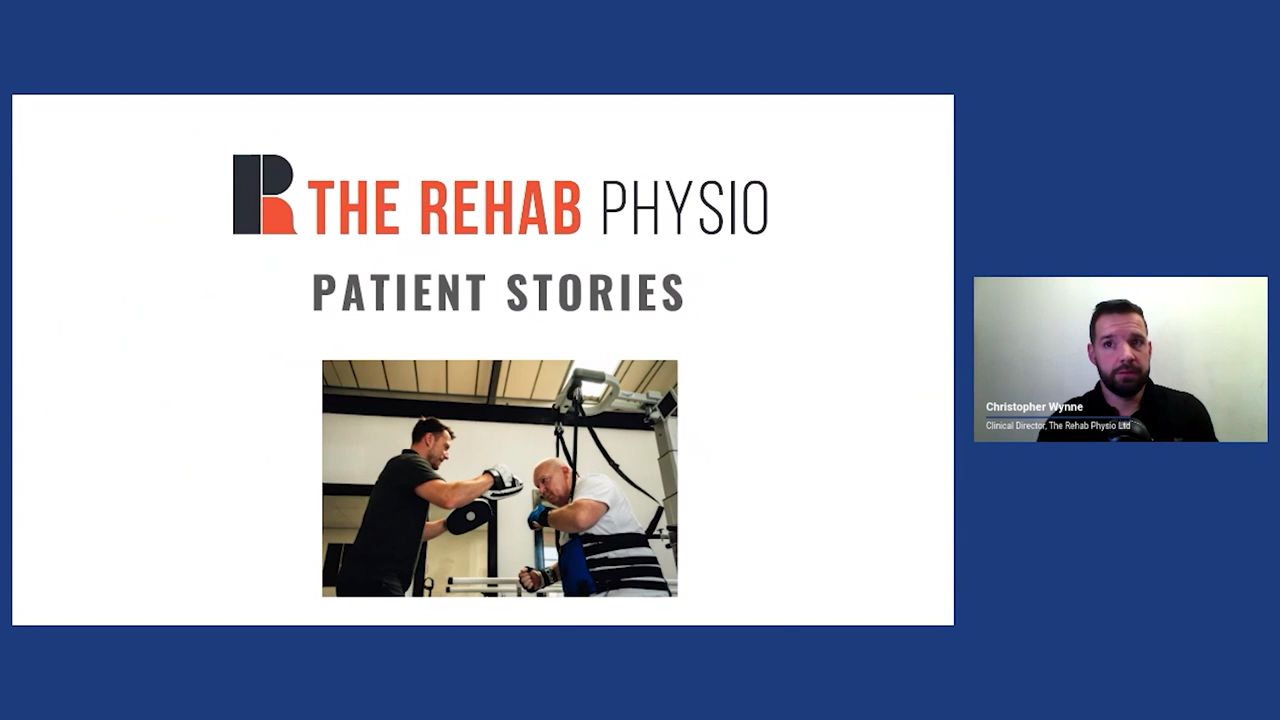 THE REHAB PHYSIO
PATIENT STORIES
Christopher Wynne
Clinical Director, The Rehab Physio Ltd